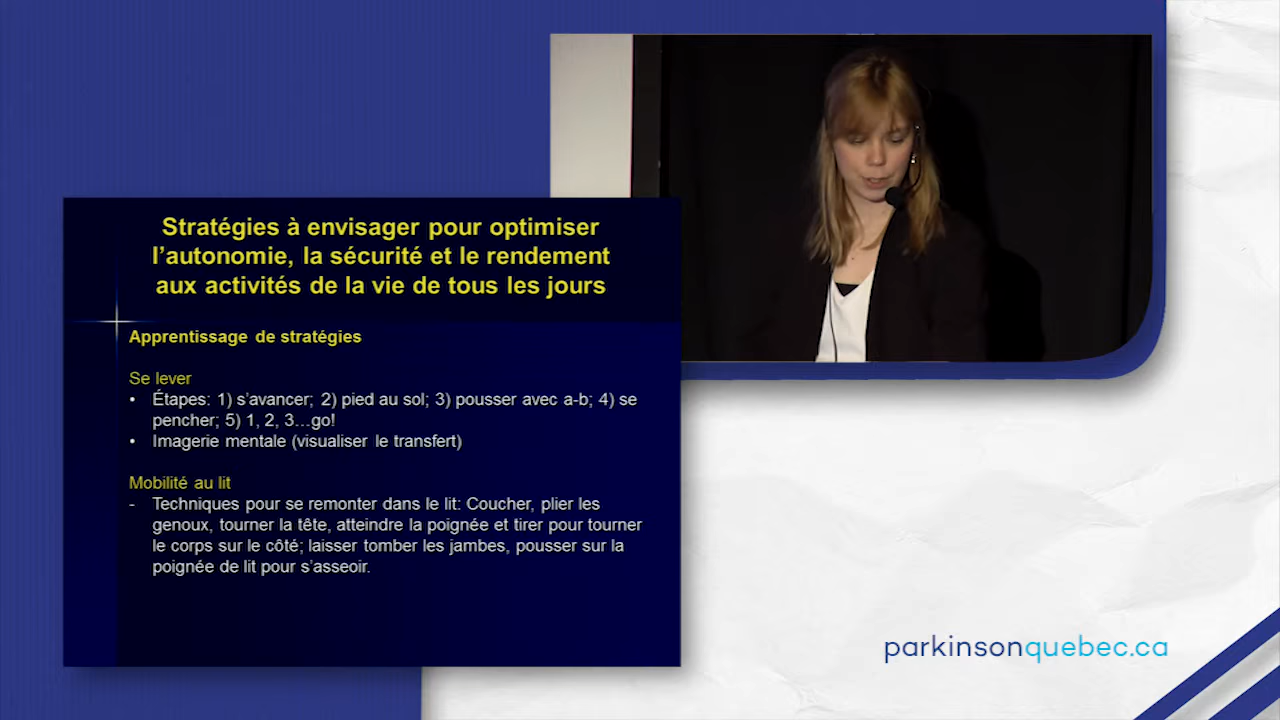 Stratégies à envisager pour optimiser
l'autonomie, la sécurité et le rendement
aux activités de la vie de tous les jours
Apprentissage de stratégies
Se lever
• Étapes: 1) s'avancer; 2) pied au sol; 3) pousser avec a-b; 4) se
pencher; 5) 1, 2, 3…go!
• Imagerie mentale (visualiser le transfert)
Mobilité au lit
- Techniques pour se remonter dans le lit: Coucher, plier les
genoux, tourner la tête, atteindre la poignée et tirer pour tourner
le corps sur le côté; laisser tomber les jambes, pousser sur la
poignée de lit pour s'asseoir.
parkinsonquebec.ca